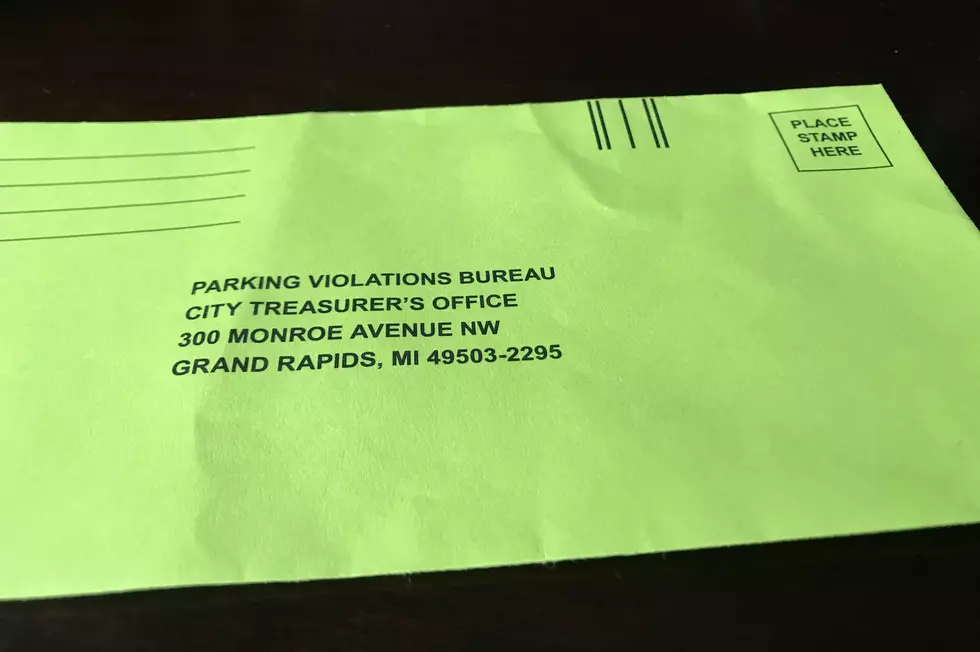 PLACE
STAMP
HERE
PARKING VIOLATIONS BUREAU
CITY TREASURER’S OFFICE
300 MONROE AVENUE NW
GRAND RAPIDS, MI 49503-2295